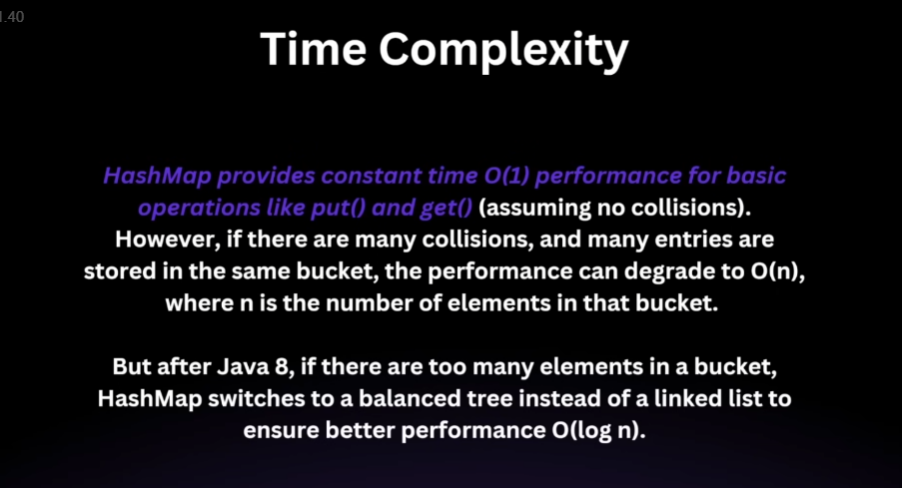 1.40
Time Complexity
HashMap provides constant time O(1) performance for basic
operations like put() and get() (assuming no collisions).
However, if there are many collisions, and many entries are
stored in the same bucket, the performance can degrade to O(n),
where n is the number of elements in that bucket.
But after Java 8, if there are too many elements in a bucket,
HashMap switches to a balanced tree instead of a linked list to
ensure better performance O(log n).